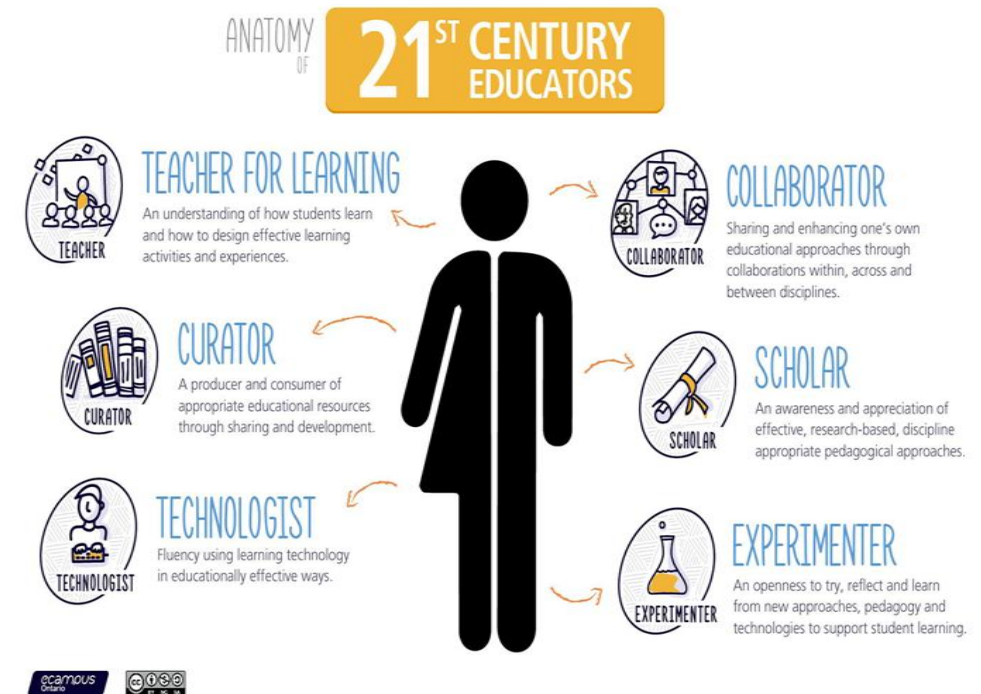 ANATOMY
OF
21ST CENTURY
EDUCATORS
TEACHER
TEACHER FOR LEARNING
An understanding of how students learn
and how to design effective learning
activities and experiences.
CURATOR
CURATOR
A producer and consumer of
appropriate educational resources
through sharing and development.
TECHNOLOGIST
TECHNOLOGIST
Fluency using learning technology
in educationally effective ways.
COLLABORATOR
COLLABORATOR
Sharing and enhancing one's own
educational approaches through
collaborations within, across and
between disciplines.
SCHOLAR
SCHOLAR
An awareness and appreciation of
effective, research-based, discipline
appropriate pedagogical approaches.
EXPERIMENTER
EXPERIMENTER
An openness to try, reflect and learn
from new approaches, pedagogy and
technologies to support student learning.
ecampus
Ontario
cc
BY NC SA